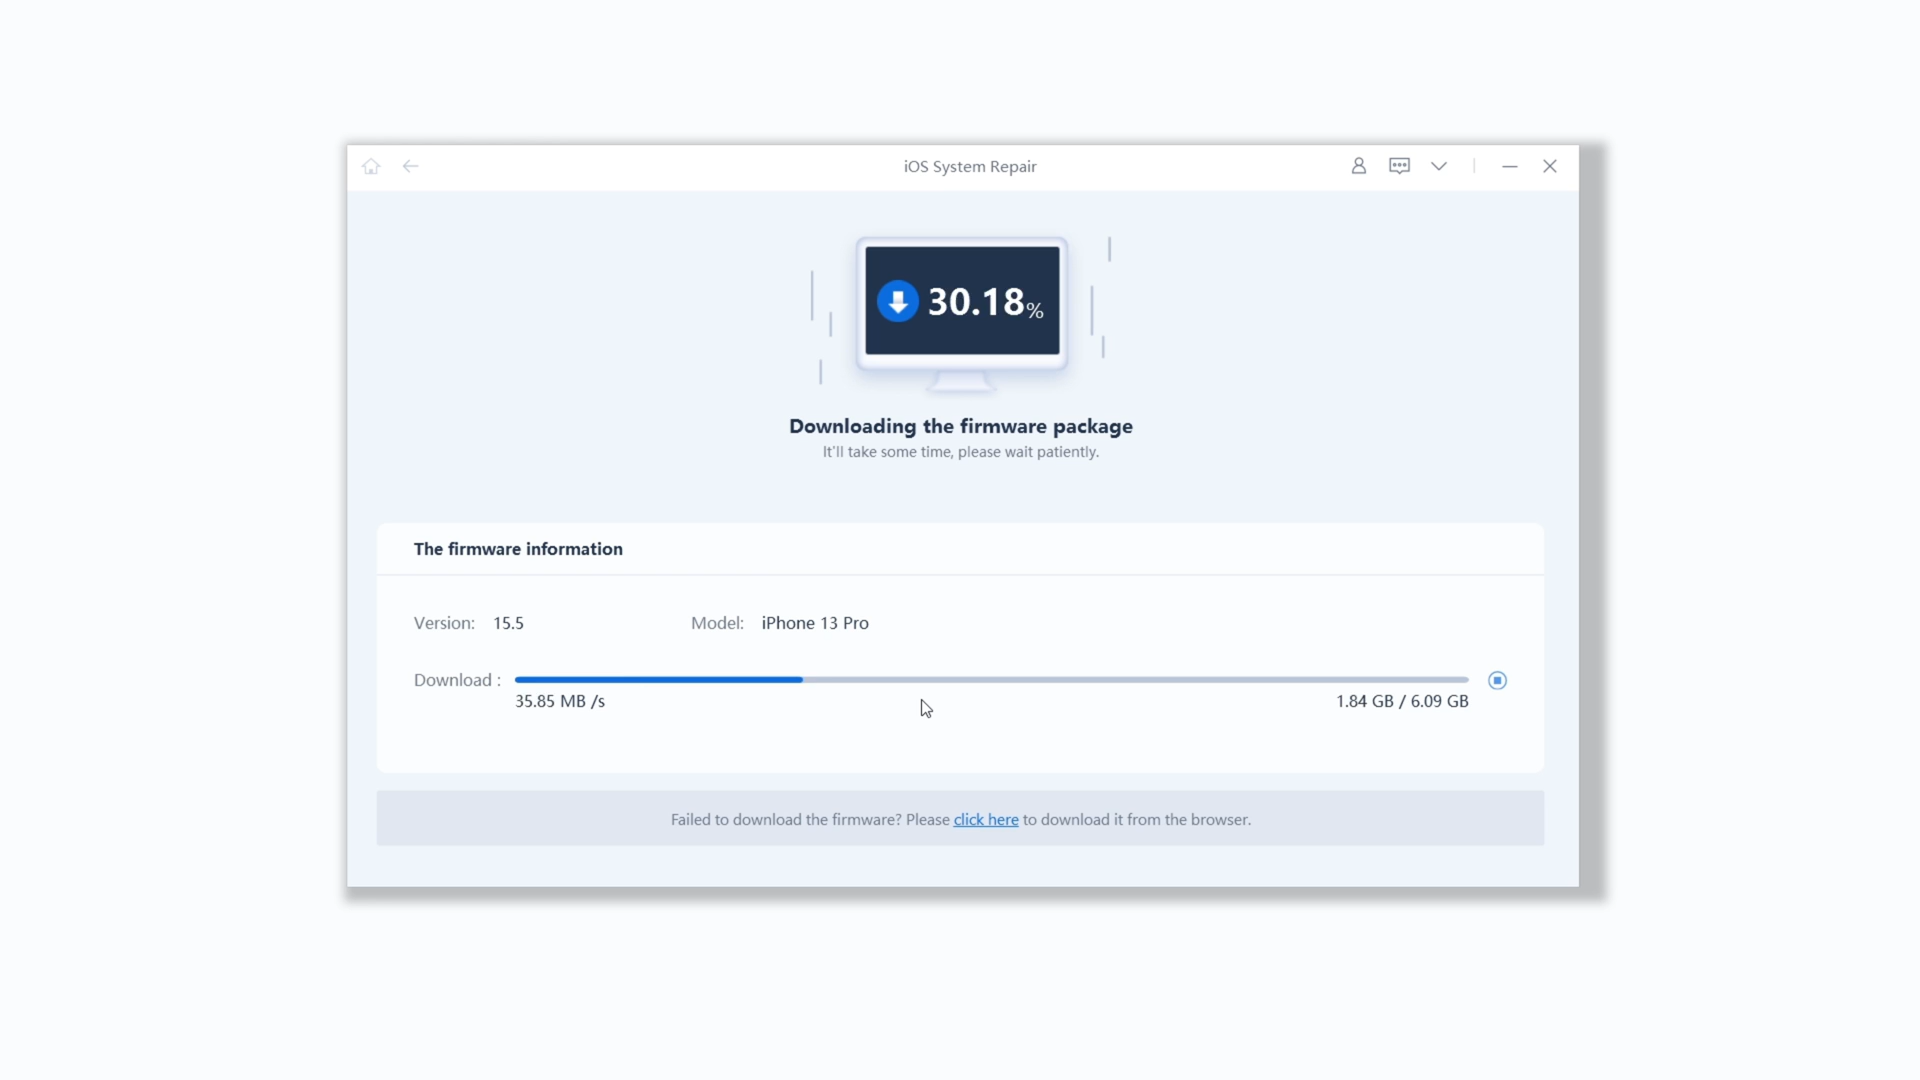 iOS System Repair
30.18%
Downloading the firmware package
It'll take some time, please wait patiently.
The firmware information
Version: 15.5 Model: iPhone 13 Pro
Download :
35.85 MB /s 1.84 GB / 6.09 GB
Failed to download the firmware? Please click here to download it from the browser.